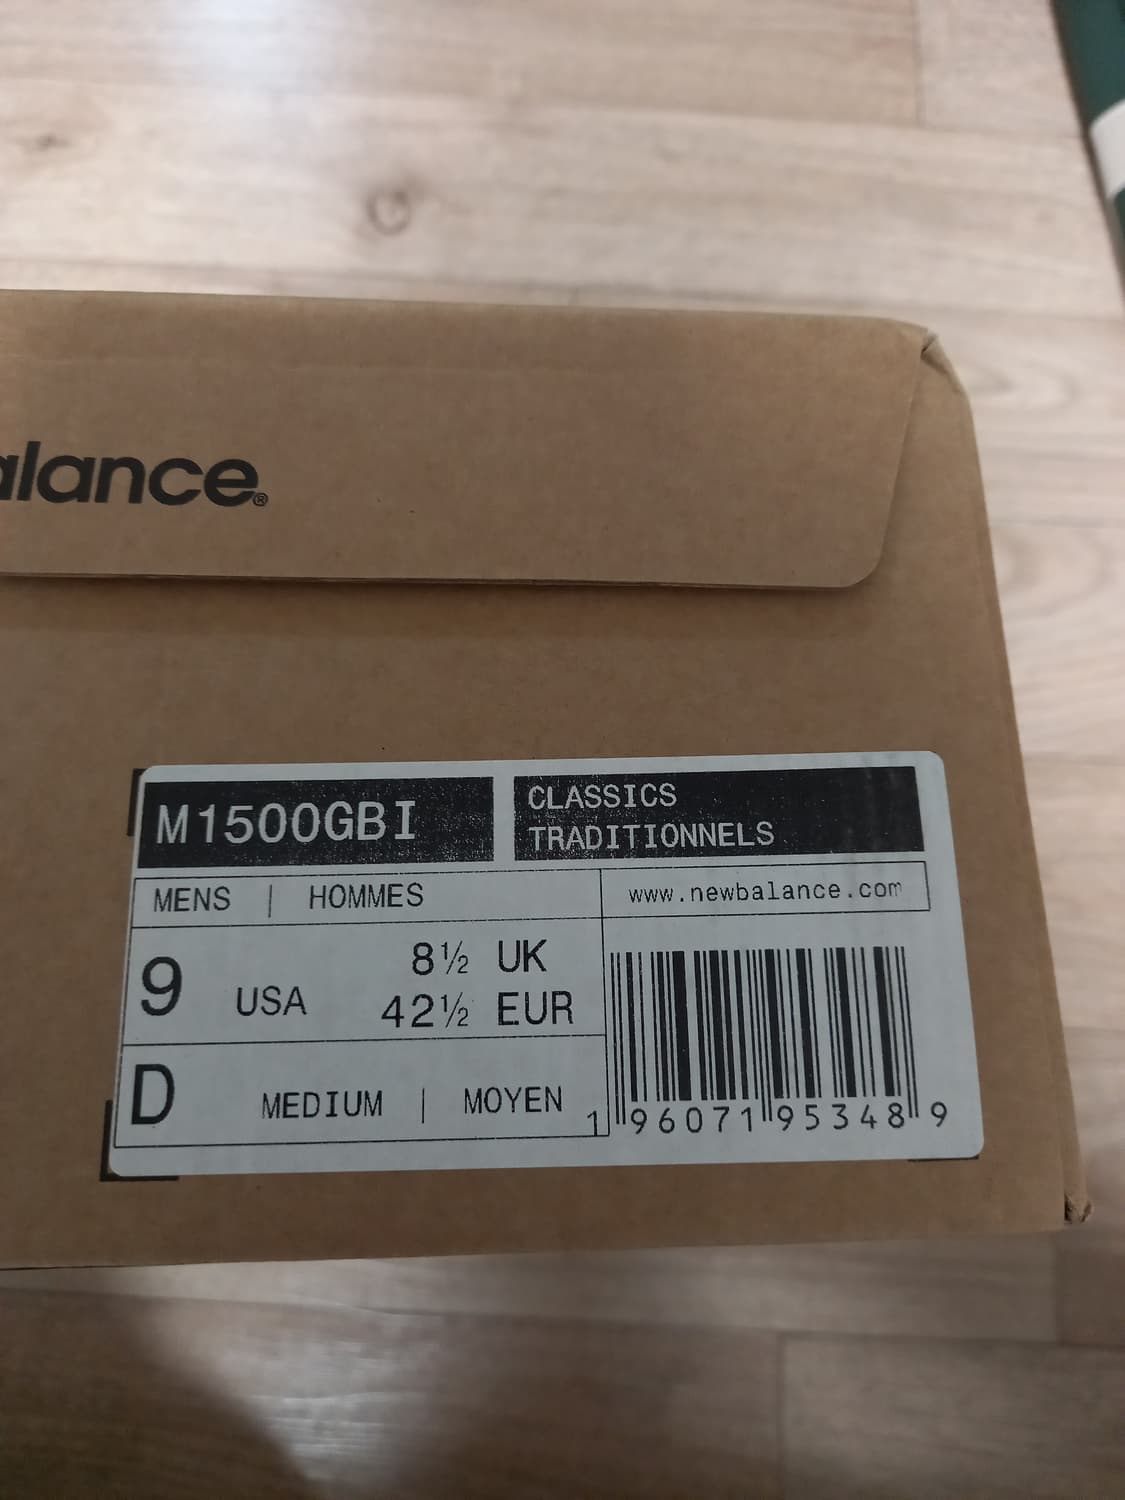 alance®
M1500GBI
CLASSICS
TRADITIONNELS
MENS | HOMMES
www.newbalance.com
9 USA
8½ UK
42½ EUR
D MEDIUM | MOYEN
1 96071 95348 9